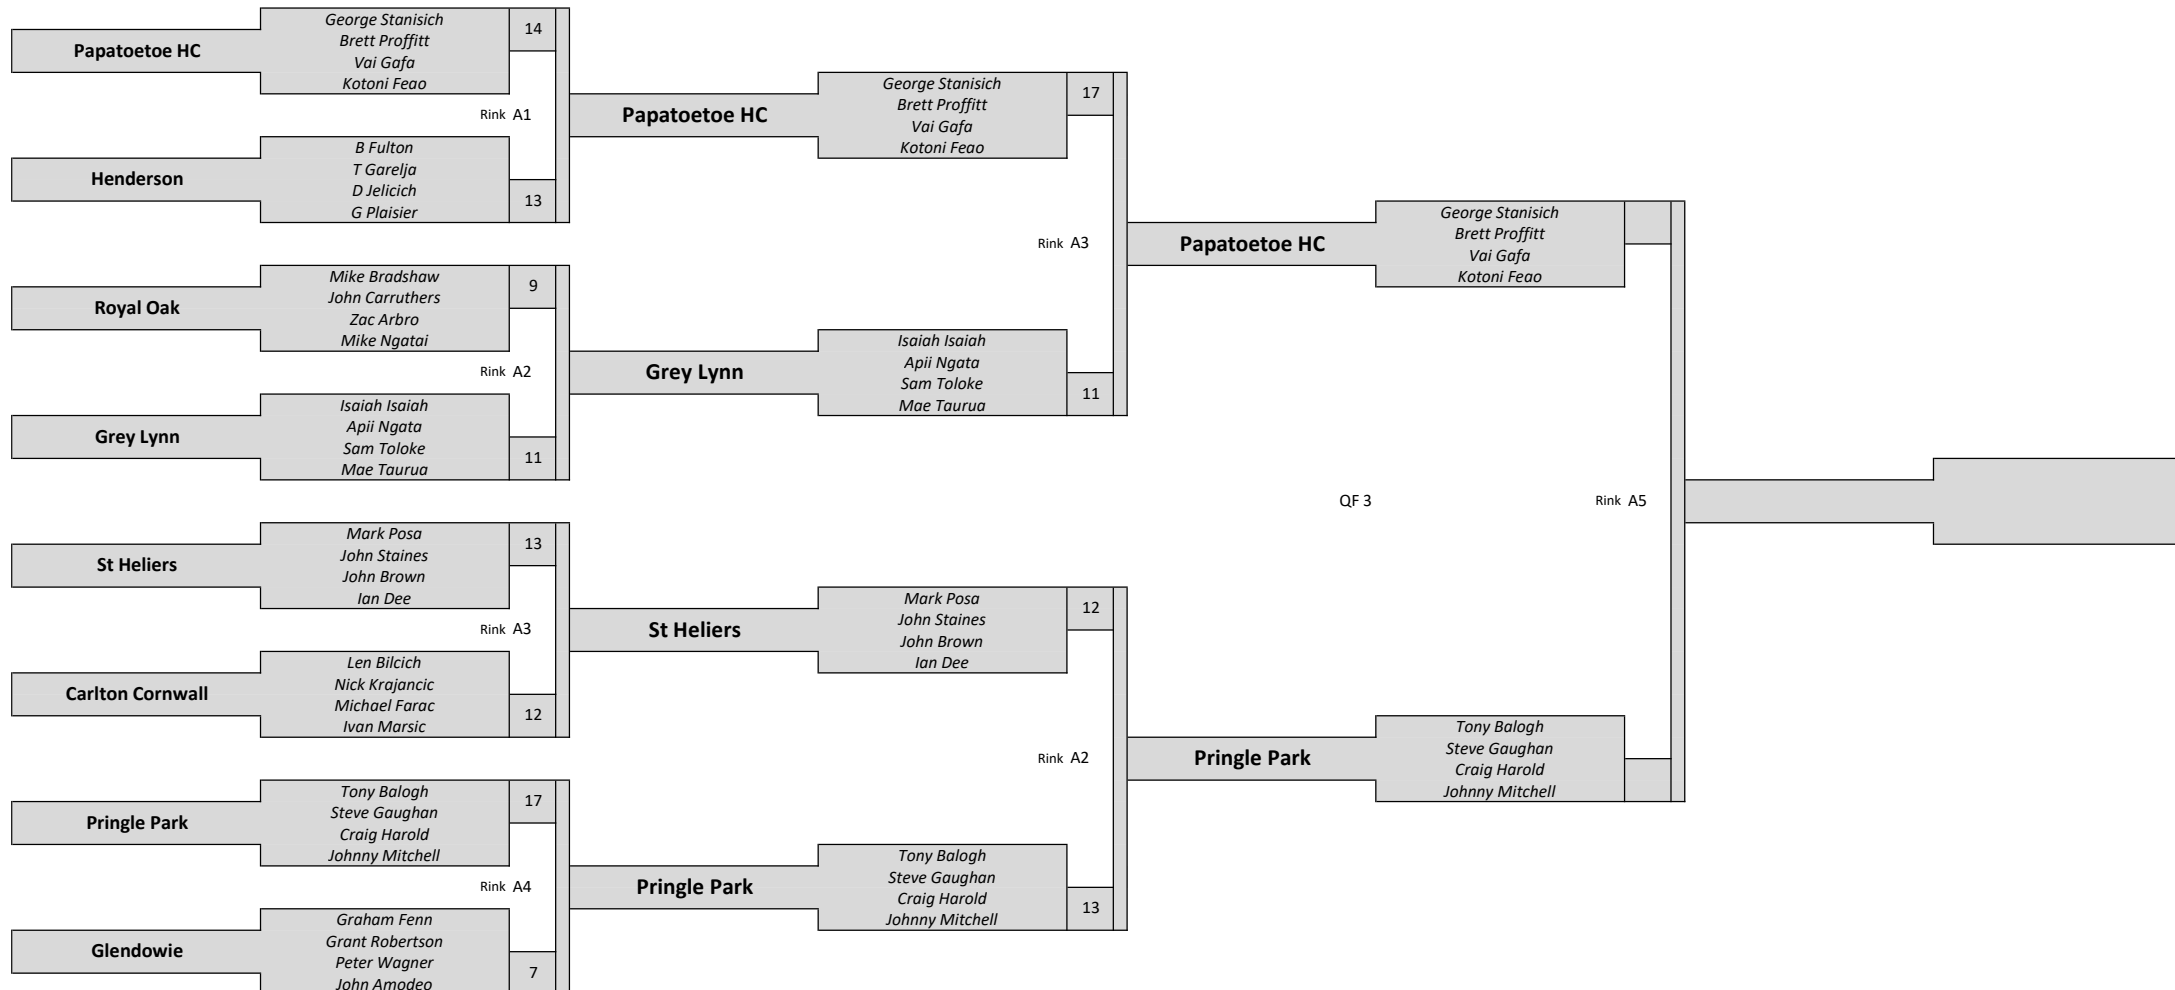 Papatoetoe HC
George Stanisich
Brett Proffitt
Vai Gafa
Kotoni Feao
14
Rink A1
Henderson
B Fulton
T Garelja
D Jelicich
G Plaisier
13
Royal Oak
Mike Bradshaw
John Carruthers
Zac Arbro
Mike Ngatai
9
Rink A2
Grey Lynn
Isaiah Isaiah
Apii Ngata
Sam Toloke
Mae Taurua
11
St Heliers
Mark Posa
John Staines
John Brown
Ian Dee
13
Rink A3
Carlton Cornwall
Len Bilcich
Nick Krajancic
Michael Farac
Ivan Marsic
12
Pringle Park
Tony Balogh
Steve Gaughan
Craig Harold
Johnny Mitchell
17
Rink A4
Glendowie
Graham Fenn
Grant Robertson
Peter Wagner
John Amodeo
7
Papatoetoe HC
George Stanisich
Brett Proffitt
Vai Gafa
Kotoni Feao
17
Rink A3
Grey Lynn
Isaiah Isaiah
Apii Ngata
Sam Toloke
Mae Taurua
11
St Heliers
Mark Posa
John Staines
John Brown
Ian Dee
12
Rink A2
Pringle Park
Tony Balogh
Steve Gaughan
Craig Harold
Johnny Mitchell
13
Papatoetoe HC
George Stanisich
Brett Proffitt
Vai Gafa
Kotoni Feao
QF 3
Rink A5
Pringle Park
Tony Balogh
Steve Gaughan
Craig Harold
Johnny Mitchell